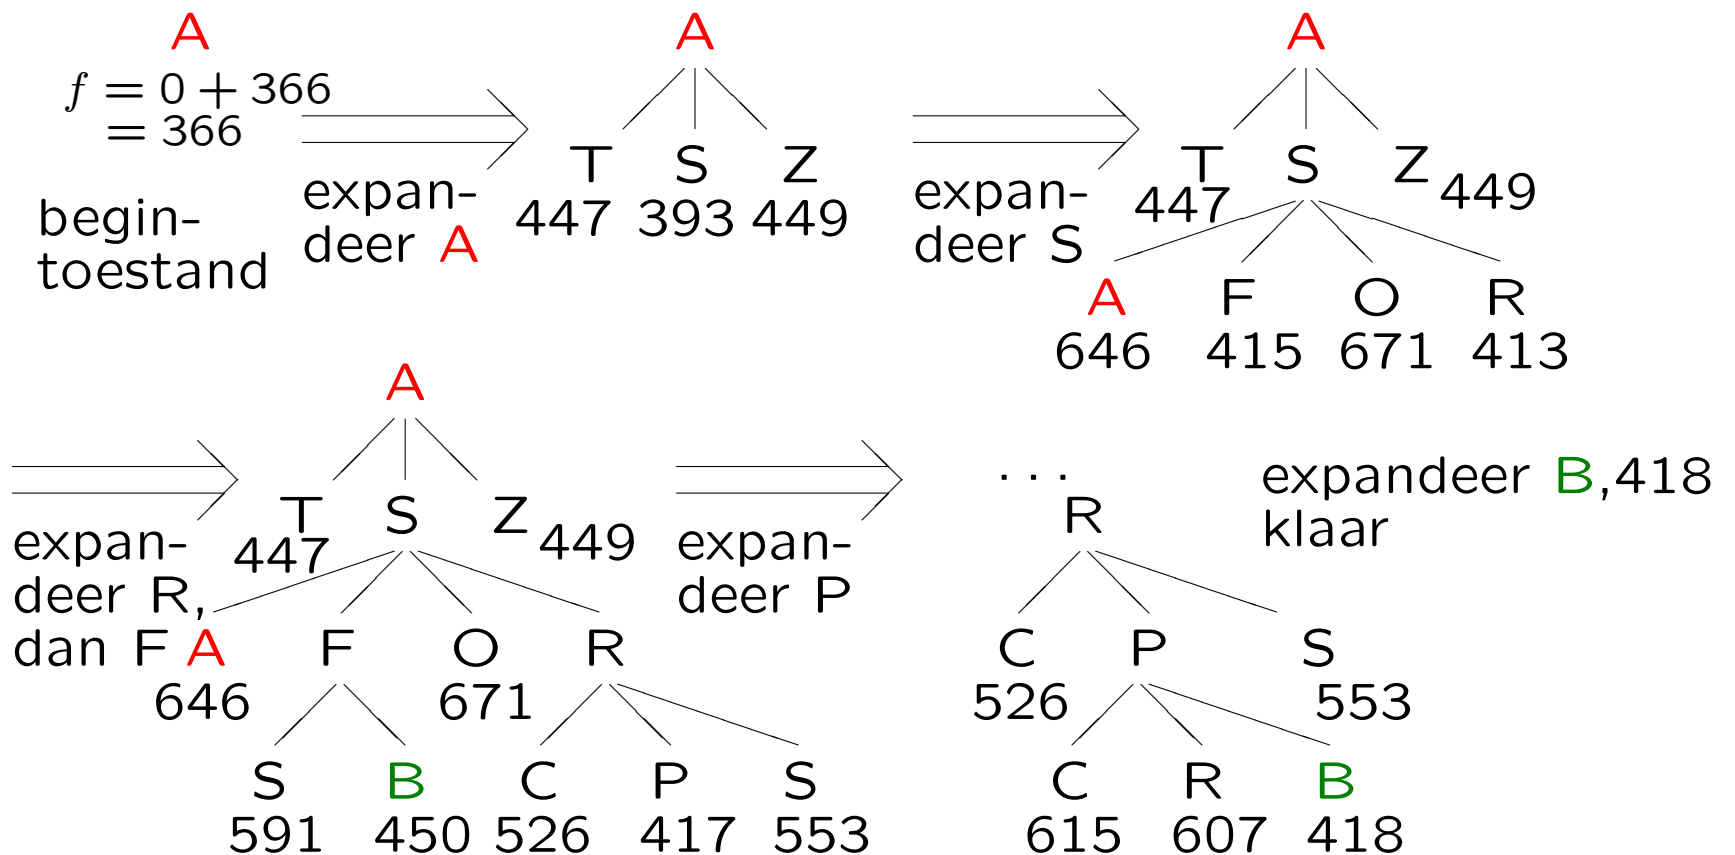 A
f = 0 + 366
= 366
begin-
toestand
expan-
deer A
A
T S Z
447 393 449
expan-
deer S
A
T S Z
447 449
A F O R
646 415 671 413
expan-
deer R,
dan F
A
T S Z
447 449
A F O R
646 671
S B C P S
591 450 526 417 553
expan-
deer P
. . .
R
C P S
526 553
C R B
615 607 418
expandeer B,418
klaar